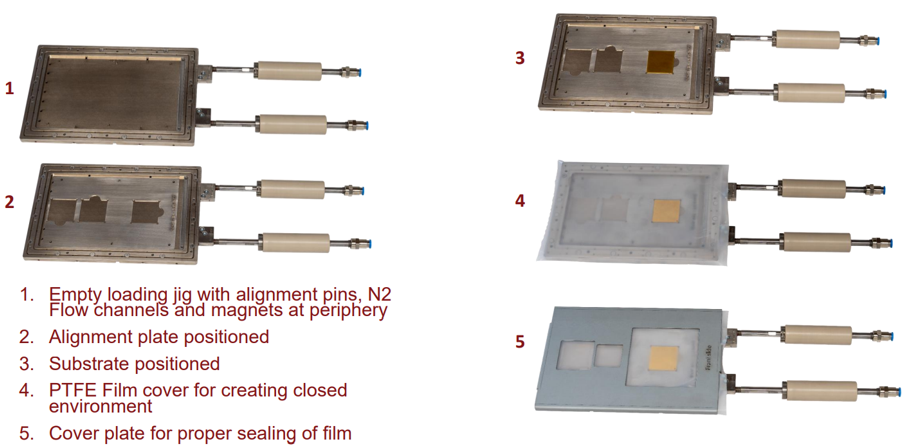 1
2
3
4
5
1. Empty loading jig with alignment pins, N2
Flow channels and magnets at periphery
2. Alignment plate positioned
3. Substrate positioned
4. PTFE Film cover for creating closed
environment
5. Cover plate for proper sealing of film